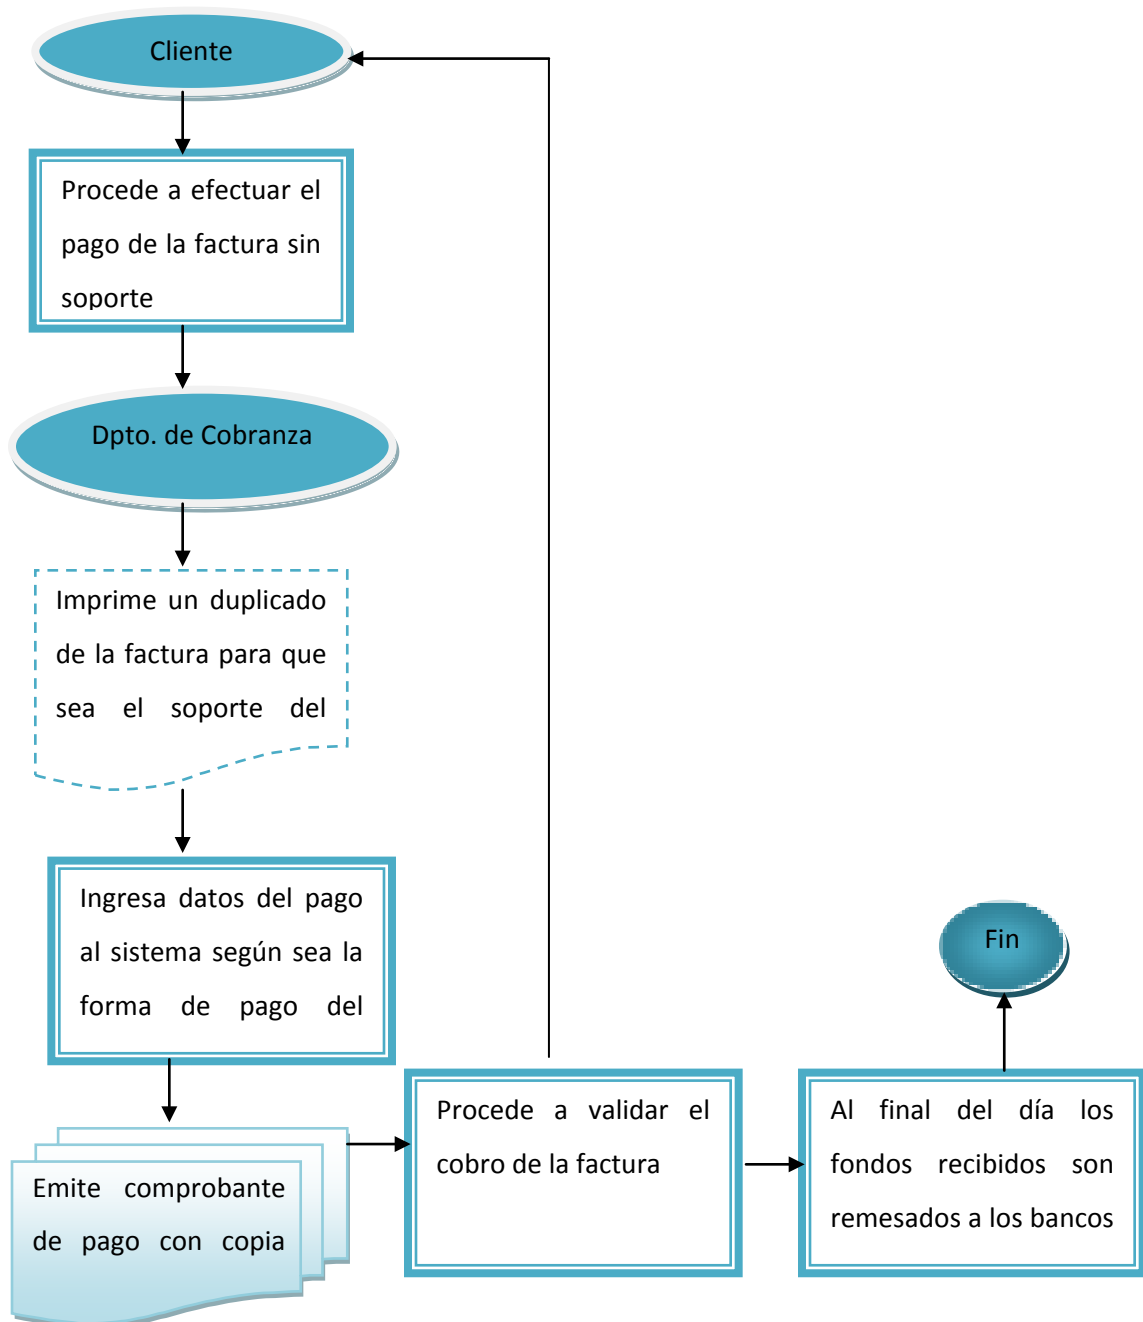 Cliente
Procede a efectuar el
pago de la factura sin
soporte
Dpto. de Cobranza
Imprime un duplicado
de la factura para que
sea el soporte del
Ingresa datos del pago
al sistema según sea la
forma de pago del
Emite comprobante
de pago con copia
Procede a validar el
cobro de la factura
Al final del día los
fondos recibidos son
remesados a los bancos
Fin